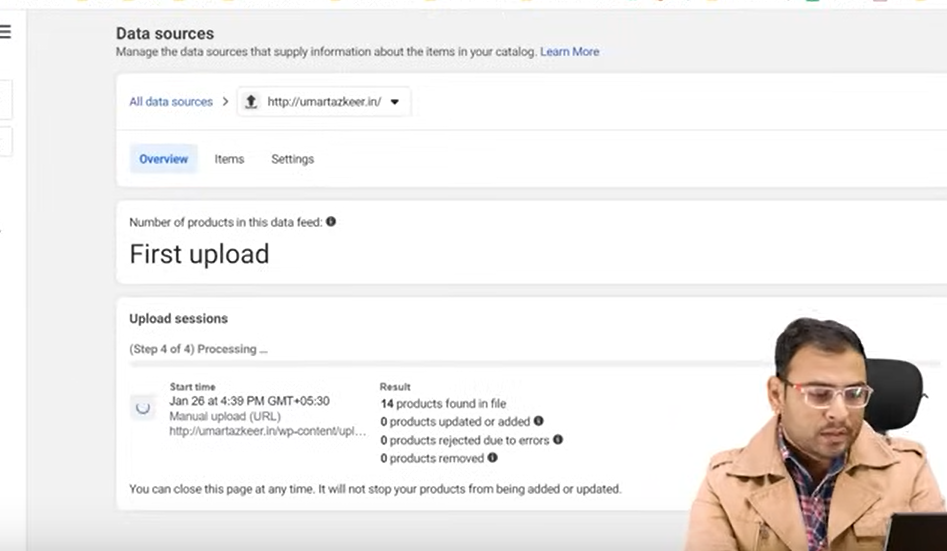 Data sources
Manage the data sources that supply information about the items in your catalog. Learn More
All data sources > http://umartazkeer.in/
Overview Items Settings
Number of products in this data feed:
First upload
Upload sessions
(Step 4 of 4) Processing ...
Start time
Jan 26 at 4:39 PM GMT+05:30
Manual upload (URL)
http://umartazkeer.in/wp-content/upl...
Result
14 products found in file
0 products updated or added
0 products rejected due to errors
0 products removed
You can close this page at any time. It will not stop your products from being added or updated.